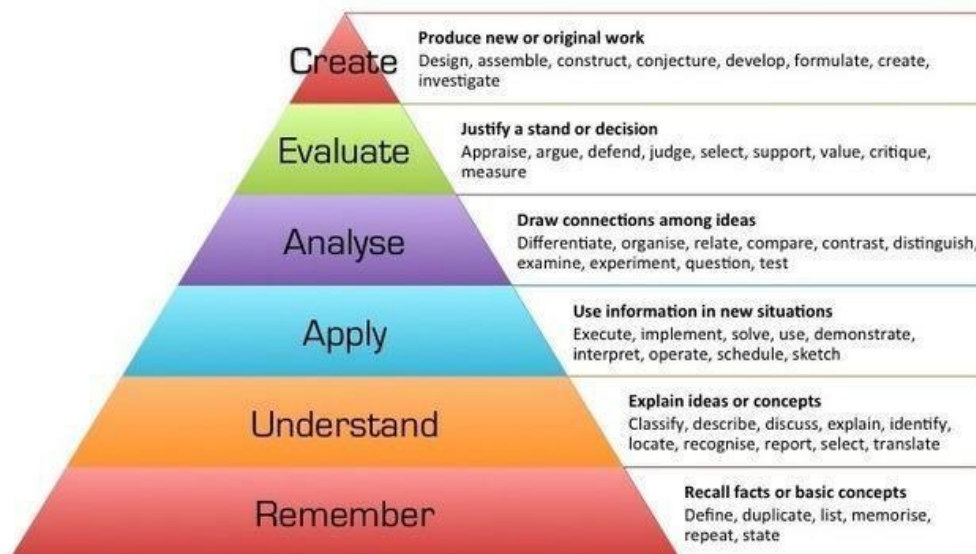 Create
Produce new or original work
Design, assemble, construct, conjecture, develop, formulate, create,
investigate
Evaluate
Justify a stand or decision
Appraise, argue, defend, judge, select, support, value, critique,
measure
Analyse
Draw connections among ideas
Differentiate, organise, relate, compare, contrast, distinguish,
examine, experiment, question, test
Apply
Use information in new situations
Execute, implement, solve, use, demonstrate,
interpret, operate, schedule, sketch
Understand
Explain ideas or concepts
Classify, describe, discuss, explain, identify,
locate, recognise, report, select, translate
Remember
Recall facts or basic concepts
Define, duplicate, list, memorise,
repeat, state